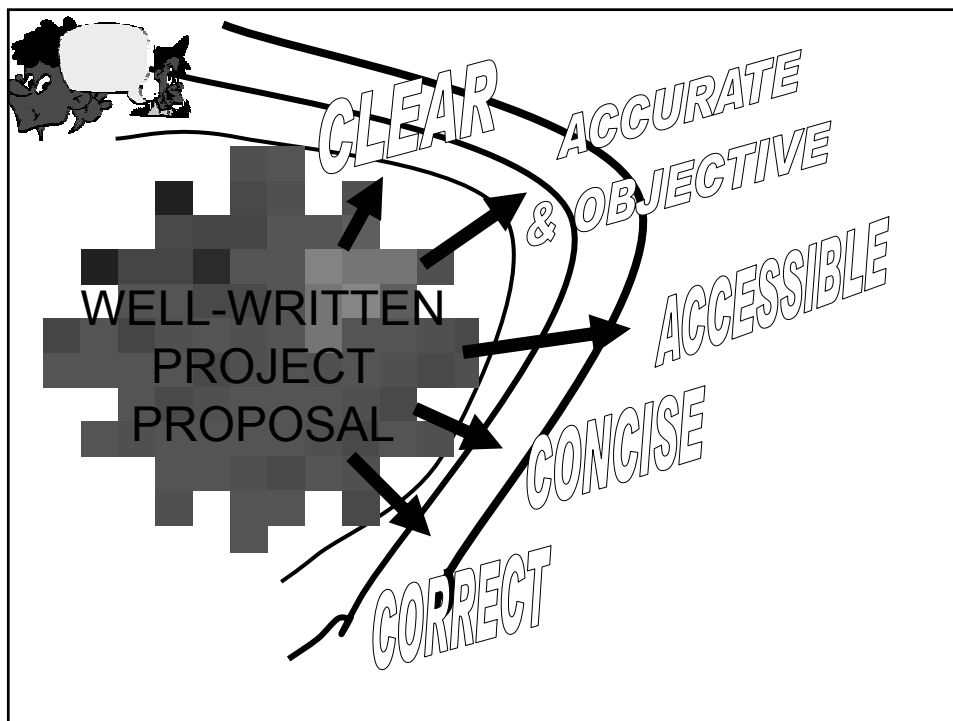 CLEAR
ACCURATE
& OBJECTIVE
ACCESSIBLE
WELL-WRITTEN
PROJECT
PROPOSAL
CONCISE
CORRECT